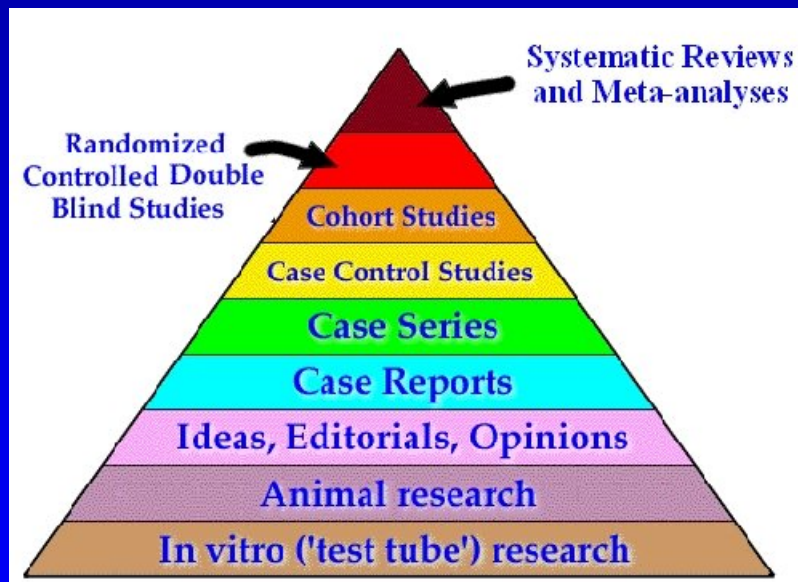 Systematic Reviews
and Meta-analyses
Randomized
Controlled Double
Blind Studies
Cohort Studies
Case Control Studies
Case Series
Case Reports
Ideas, Editorials, Opinions
Animal research
In vitro ('test tube') research